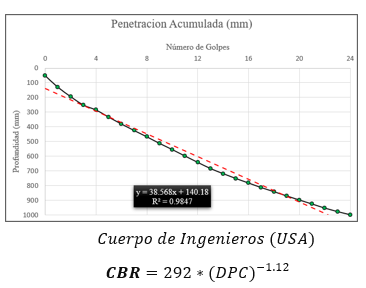 Penetracion Acumulada (mm)
Número de Golpes
0 4 8 12 16 20 24
Profundidad (mm)
0
100
200
300
400
500
600
700
800
900
1000
y = 38.568x + 140.18
R² = 0.9847
Cuerpo de Ingenieros (USA)
CBR = 292 * (DPC)^{-1.12}